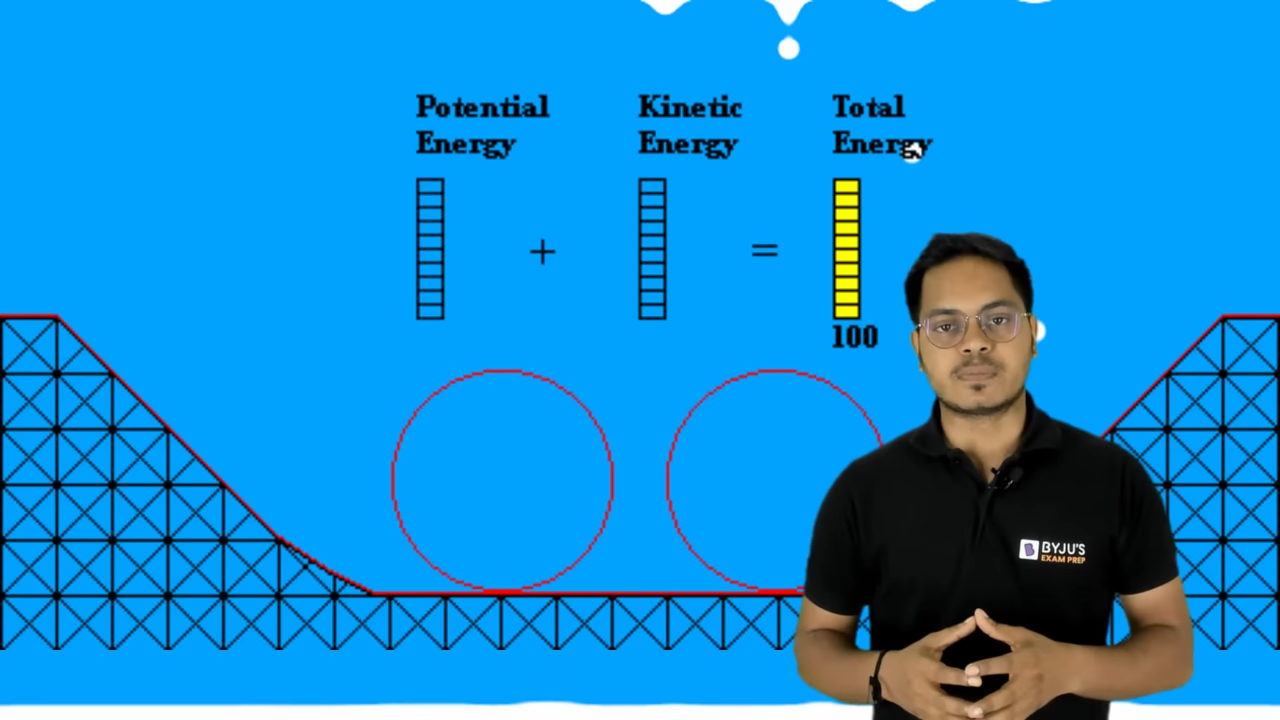 Potential
Energy
Kinetic
Energy
Total
Energy
+
=
100
BYJU'S
EXAM PREP